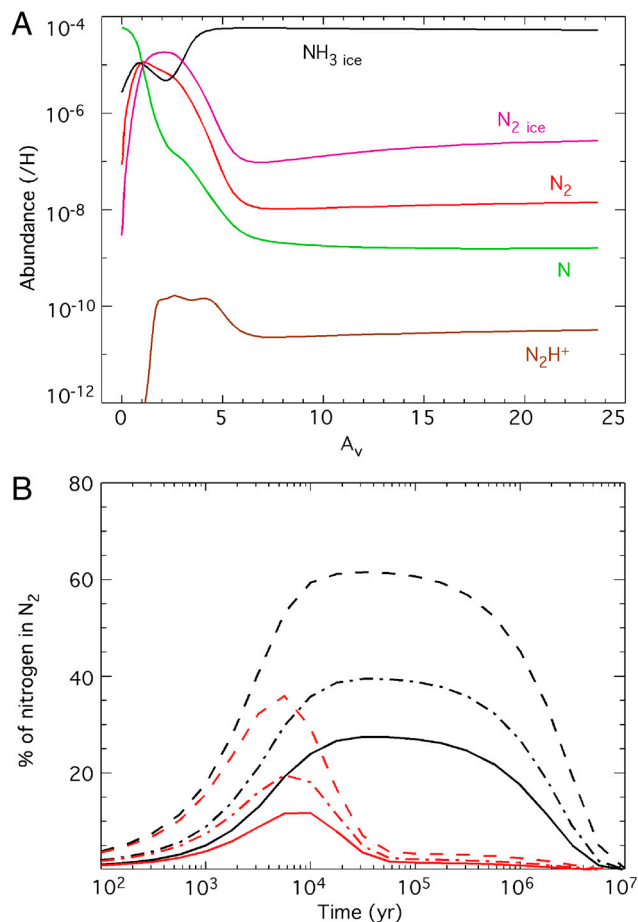 A
Abundance (/H)
10⁻⁴
10⁻⁶
10⁻⁸
10⁻¹⁰
10⁻¹²
NH₃ ice
N₂ ice
N₂
N
N₂H⁺
0 5 10 15 20 25
Aᵥ
B
% of nitrogen in N₂
80
60
40
20
10² 10³ 10⁴ 10⁵ 10⁶ 10⁷
Time (yr)